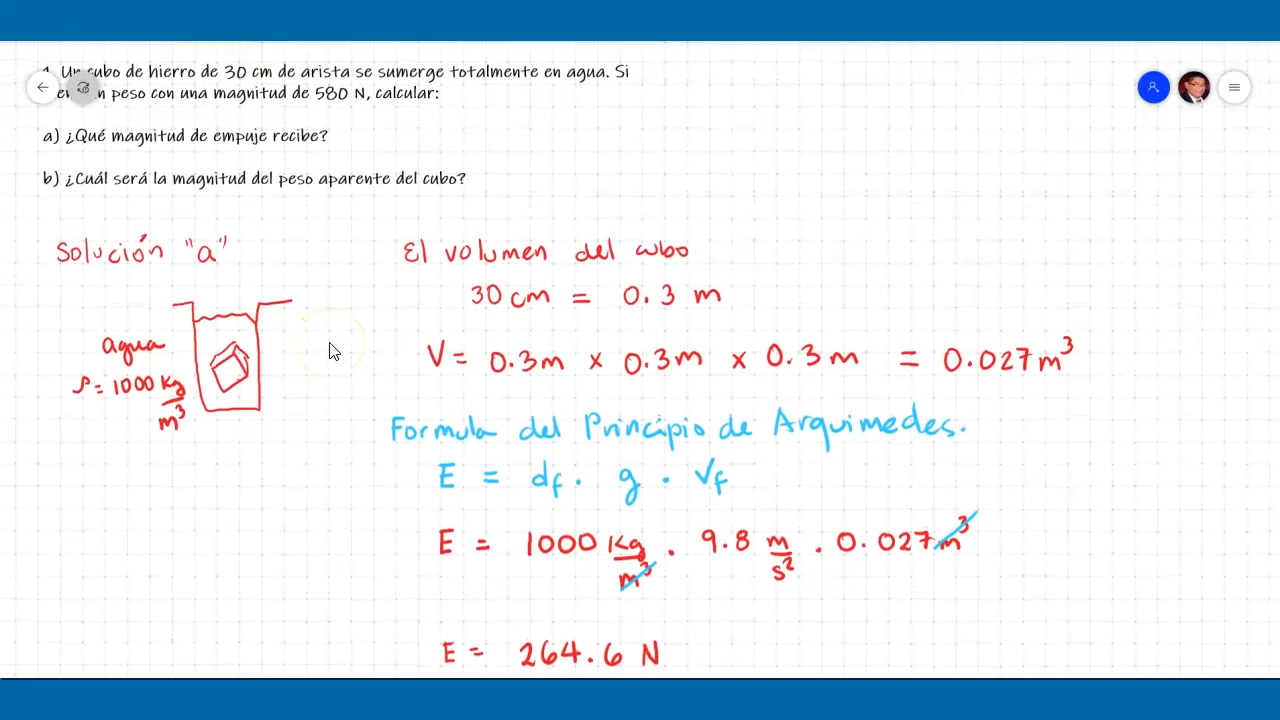 Un cubo de hierro de 30 cm de arista se sumerge totalmente en agua. Si
peso con una magnitud de 580 N, calcular:
a) ¿Qué magnitud de empuje recibe?
b) ¿Cuál será la magnitud del peso aparente del cubo?
Solución "a"
agua
ρ = 1000 Kg/m³
El volumen del cubo
30 cm = 0.3 m
V = 0.3m x 0.3m x 0.3m = 0.027m³
Formula del Principio de Arquimedes.
E = df . g . Vf
E = 1000 Kg/m³ . 9.8 m/s² . 0.027m³
E = 264.6 N